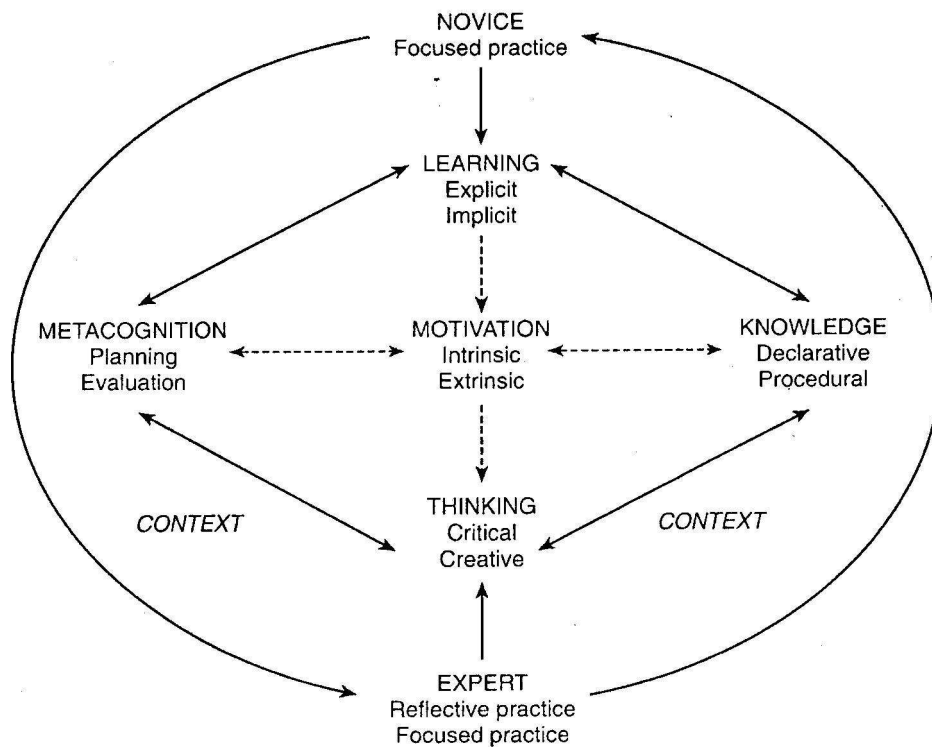 NOVICE
Focused practice
LEARNING
Explicit
Implicit
METACOGNITION
Planning
Evaluation
MOTIVATION
Intrinsic
Extrinsic
KNOWLEDGE
Declarative
Procedural
CONTEXT
THINKING
Critical
Creative
CONTEXT
EXPERT
Reflective practice
Focused practice